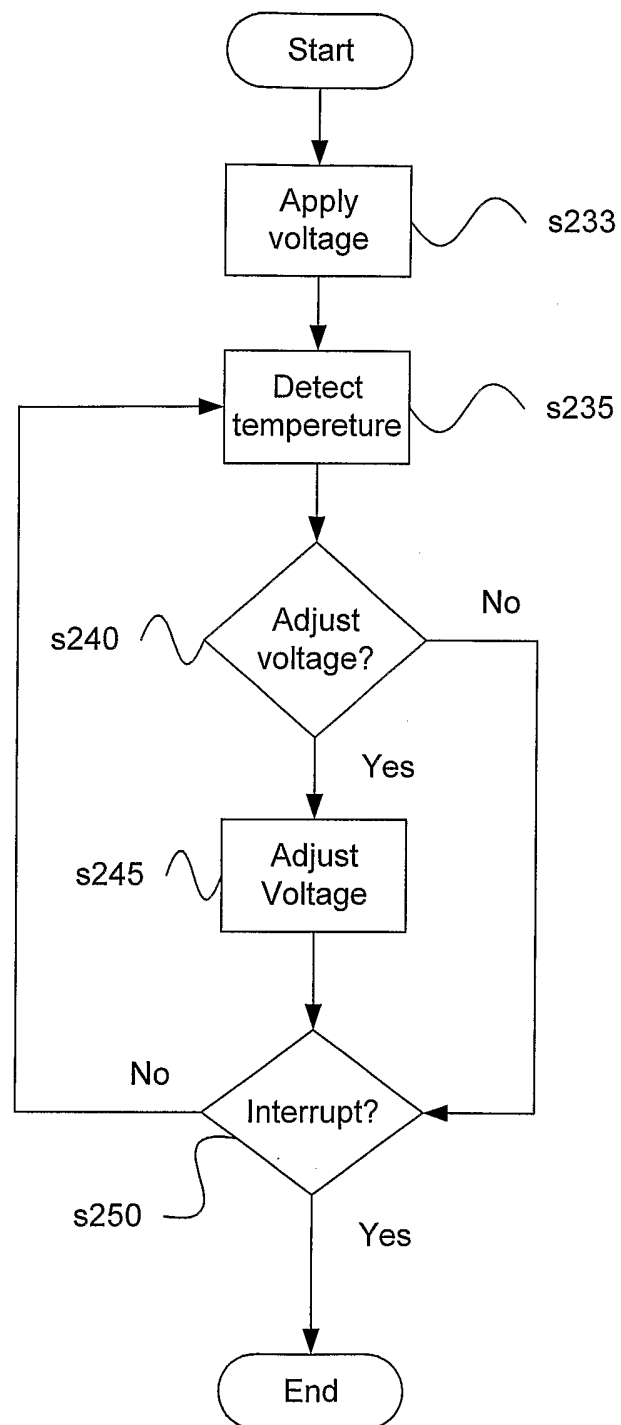 Start
Apply
voltage
s233
Detect
tempereture
s235
Adjust
voltage?
s240
No
Yes
Adjust
Voltage
s245
Interrupt?
No
s250
Yes
End